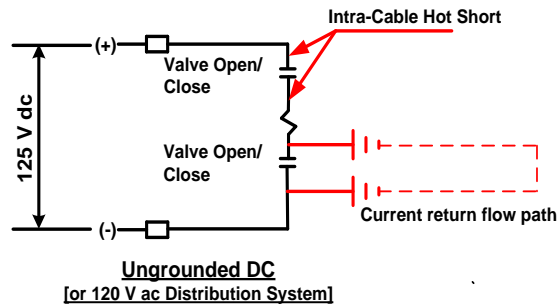 Intra-Cable Hot Short
(+)
Valve Open/
Close
125 V dc
Valve Open/
Close
Current return flow path
(-)
Ungrounded DC
[or 120 V ac Distribution System]